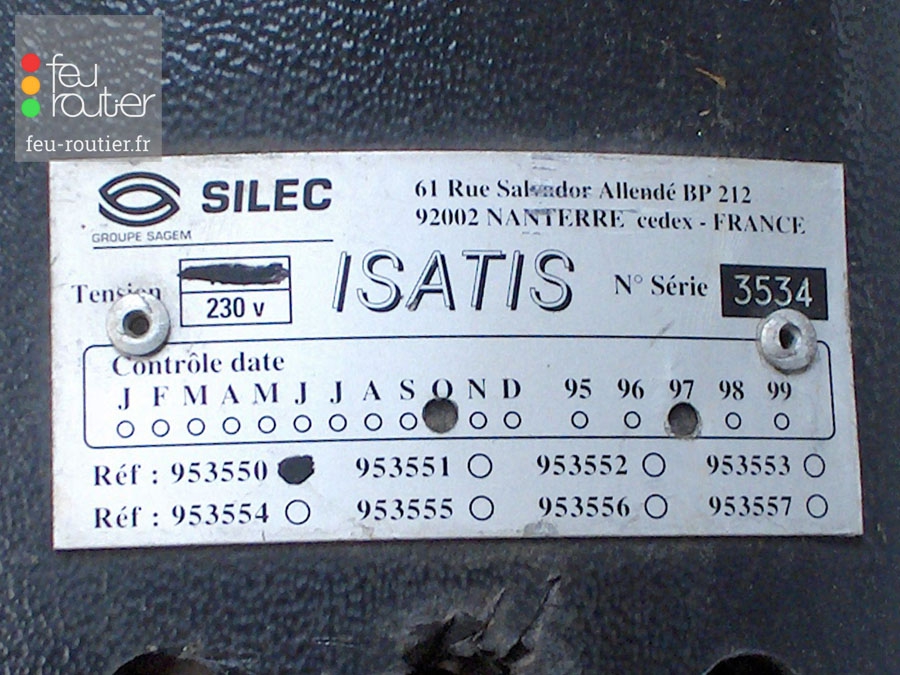 feu
routier
feu-routier.fr
SILEC
GROUPE SAGEM
61 Rue Salvador Allendé BP 212
92002 NANTERRE cedex - FRANCE
Tension
230 v
ISATIS
N° Série
3534
Contrôle date
J F M A M J J A S O N D 95 96 97 98 99
Réf : 953550 953551 953552 953553
Réf : 953554 953555 953556 953557